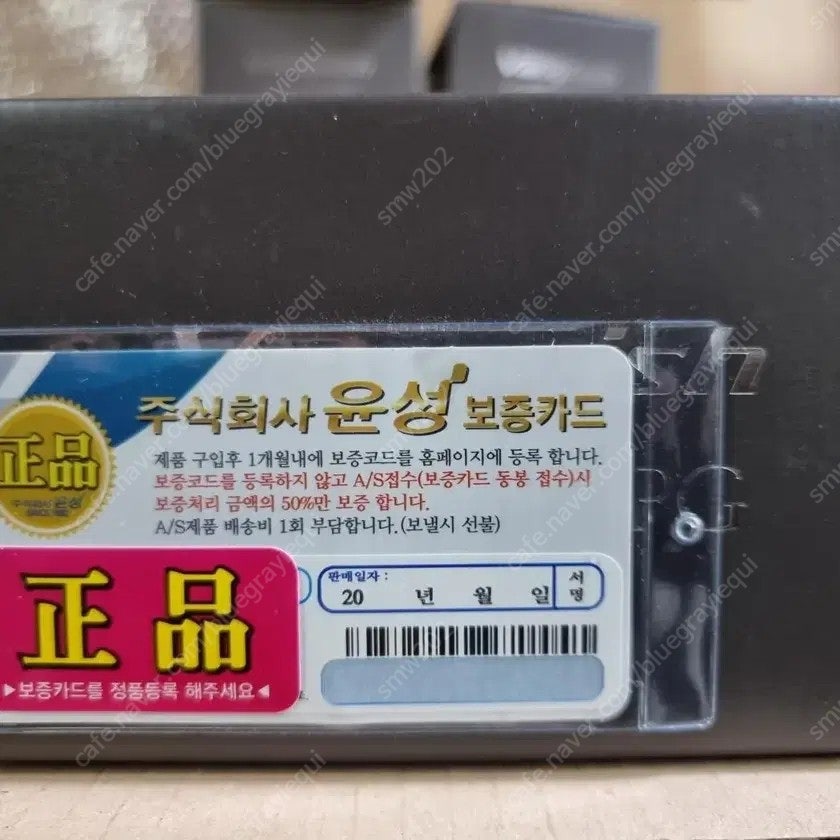 주식회사 윤성 보증카드
제품 구입후 1개월내에 보증코드를 홈페이지에 등록 합니다.
보증코드를 등록하지 않고 A/S접수(보증카드 동봉 접수)시
보증처리 금액의 50%만 보증 합니다.
A/S제품 배송비 1회 부담합니다.(보낼시 선불)
正品
주식회사 윤성
판매일자 :
20 년 월 일
서명
正品
▶보증카드를 정품등록 해주세요◀
cafe.naver.com/bluegrayiequi
smw202